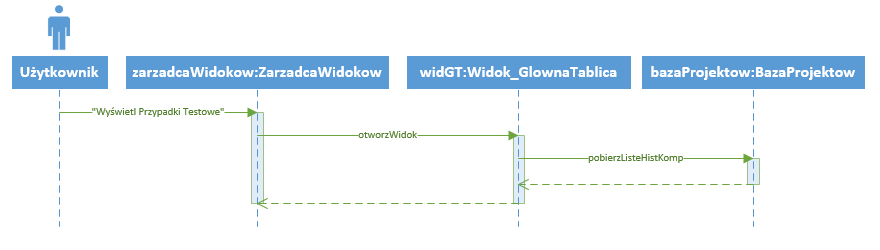 Użytkownik
zarzadcaWidokow:ZarzadcaWidokow
widGT:Widok_GlownaTablica
bazaProjektow:BazaProjektow
"Wyświetl Przypadki Testowe"
otworzWidok
pobierzListeHistKomp